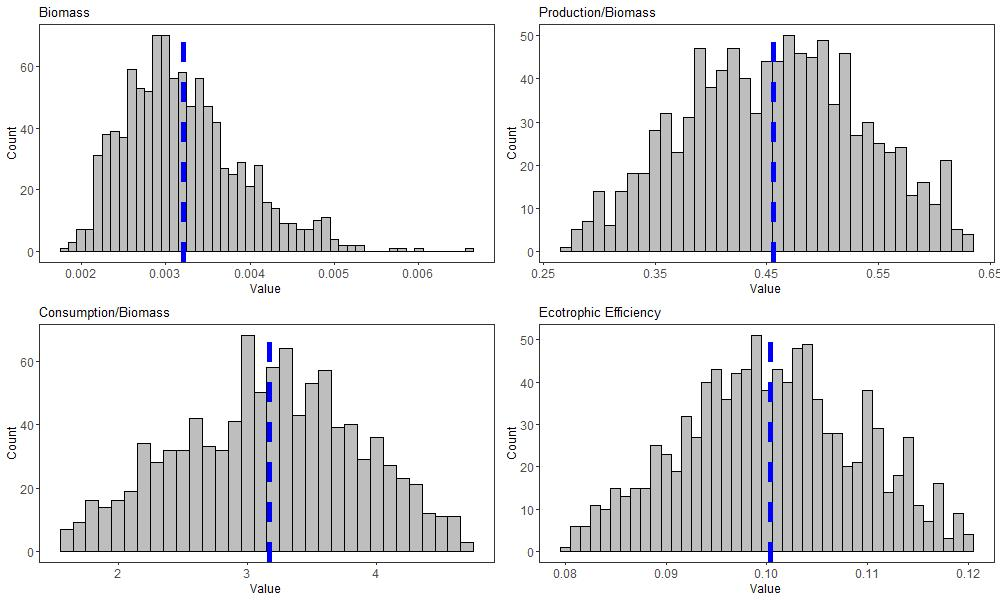 Biomass
60
40
20
0
Count
0.002 0.003 0.004 0.005 0.006
Value
Production/Biomass
50
40
30
20
10
0
Count
0.25 0.35 0.45 0.55 0.65
Value
Consumption/Biomass
60
40
20
0
Count
2 3 4
Value
Ecotrophic Efficiency
50
40
30
20
10
0
Count
0.08 0.09 0.10 0.11 0.12
Value